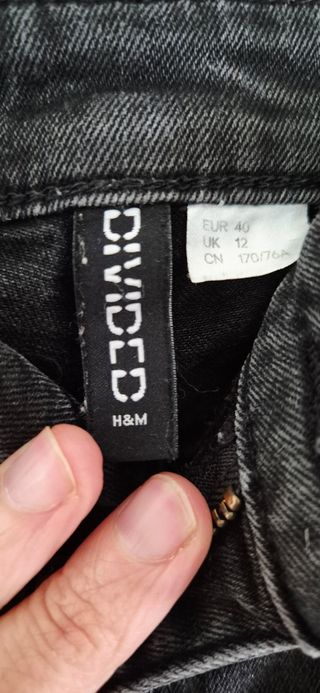 DIVIDED
H&M
EUR 40
UK 12
CN 170/76A